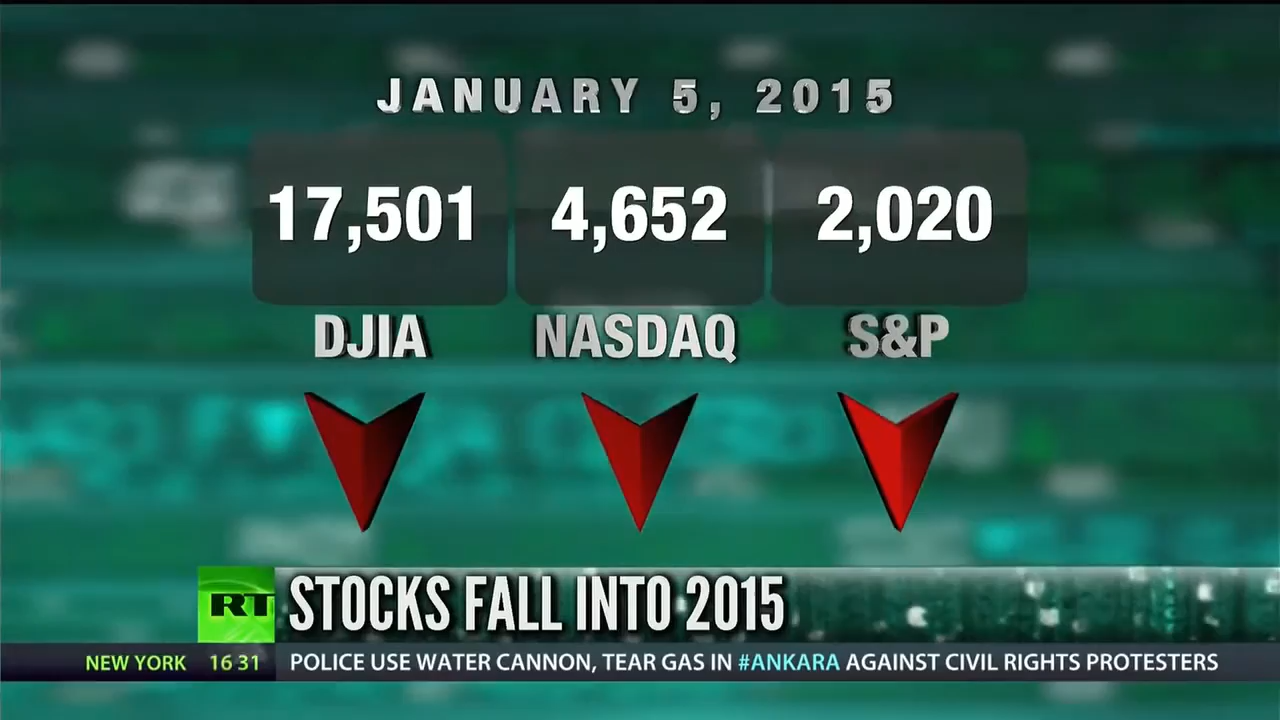 JANUARY 5, 2015
17,501 4,652 2,020
DJIA NASDAQ S&P
RT STOCKS FALL INTO 2015
NEW YORK 16 31 POLICE USE WATER CANNON, TEAR GAS IN #ANKARA AGAINST CIVIL RIGHTS PROTESTERS